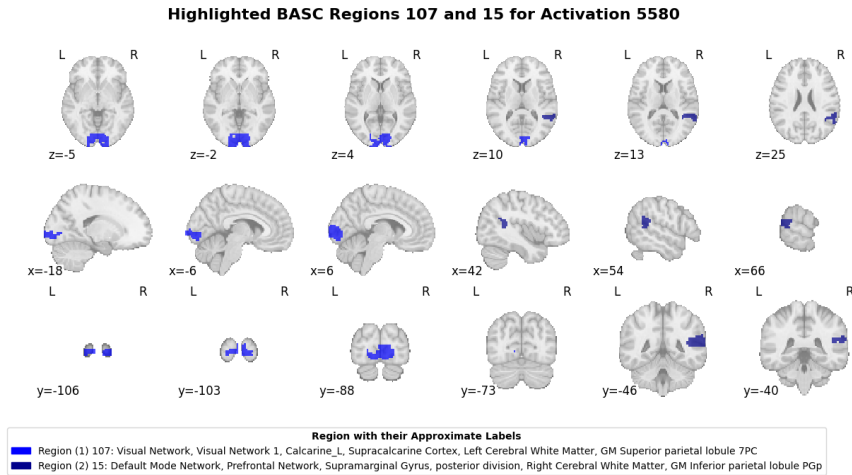 Highlighted BASC Regions 107 and 15 for Activation 5580
L R L R L R L R L R L R
z=-5 z=-2 z=4 z=10 z=13 z=25
x=-18 x=-6 x=6 x=42 x=54 x=66
L R L R L R L R L R L R
y=-106 y=-103 y=-88 y=-73 y=-46 y=-40
Region with their Approximate Labels
Region (1) 107: Visual Network, Visual Network 1, Calcarine_L, Supracalcarine Cortex, Left Cerebral White Matter, GM Superior parietal lobule 7PC
Region (2) 15: Default Mode Network, Prefrontal Network, Supramarginal Gyrus, posterior division, Right Cerebral White Matter, GM Inferior parietal lobule PGp